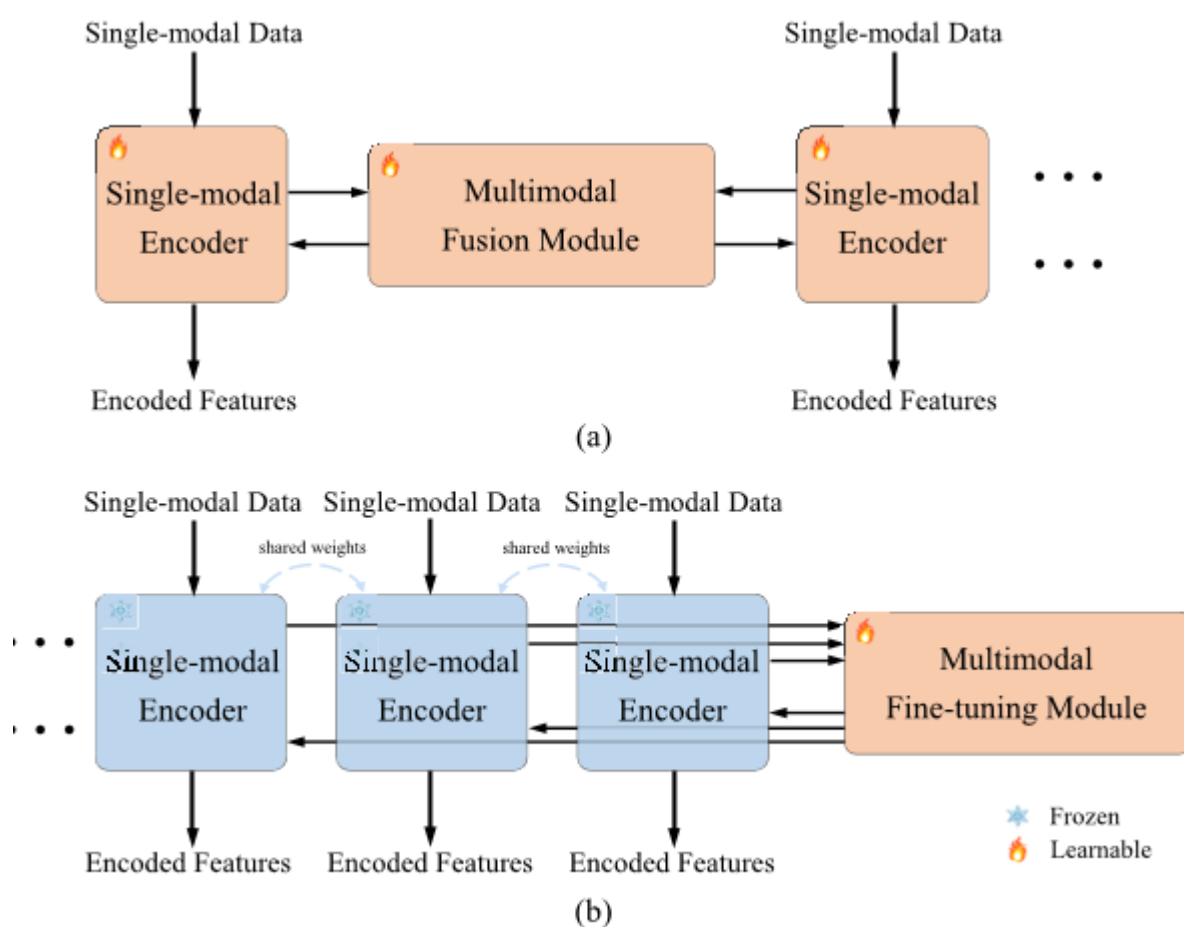 Single-modal Data
Single-modal Data
Single-modal
Encoder
Multimodal
Fusion Module
Single-modal
Encoder
• • •
• • •
Encoded Features
Encoded Features
(a)
Single-modal Data
Single-modal Data
Single-modal Data
shared weights
shared weights
• • •
Single-modal
Encoder
Single-modal
Encoder
Single-modal
Encoder
Multimodal
Fine-tuning Module
• • •
Encoded Features
Encoded Features
Encoded Features
Frozen
Learnable
(b)